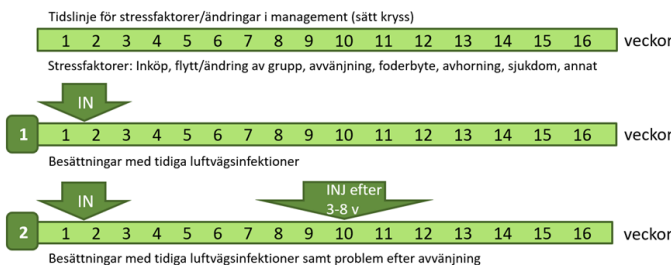 Tidslinje för stressfaktorer/ändringar i management (sätt kryss)
1 2 3 4 5 6 7 8 9 10 11 12 13 14 15 16 veckor
Stressfaktorer: Inköp, flytt/ändring av grupp, avvänjning, foderbyte, avhorning, sjukdom, annat
IN
1 1 2 3 4 5 6 7 8 9 10 11 12 13 14 15 16 veckor
Besättningar med tidiga luftvägsinfektioner
IN INJ efter
3-8 v
2 1 2 3 4 5 6 7 8 9 10 11 12 13 14 15 16 veckor
Besättningar med tidiga luftvägsinfektioner samt problem efter avvänjning